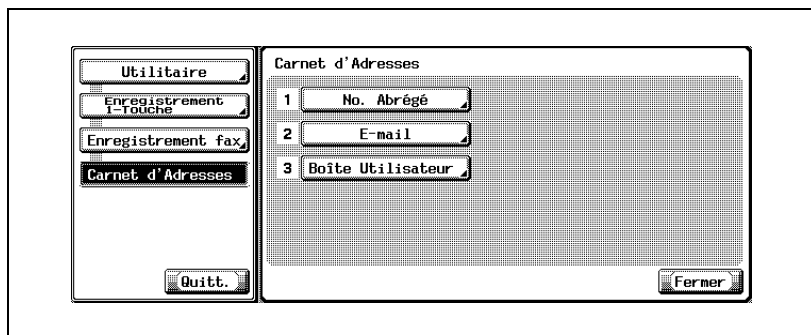 Utilitaire
Enregistrement
1-Touche
Enregistrement fax
Carnet d'Adresses
Quitt.
Carnet d'Adresses
1 No. Abrégé
2 E-mail
3 Boîte Utilisateur
Fermer